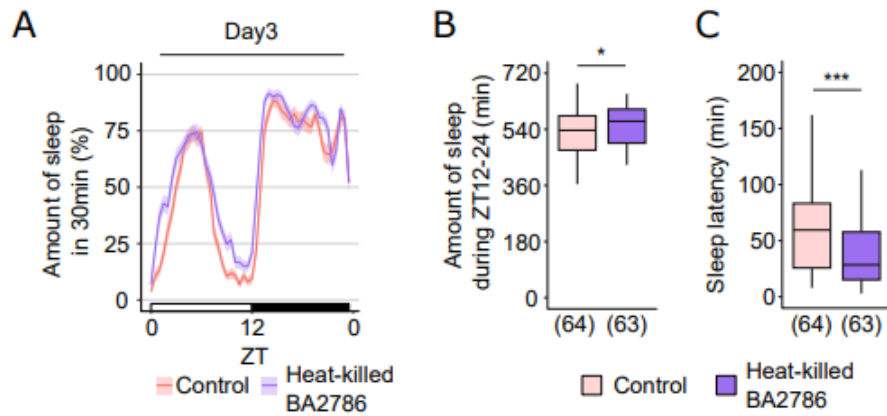 A
Day3
Amount of sleep
in 30min (%)
100
75
50
25
0
0
12
0
ZT
Control
Heat-killed
BA2786
B
Amount of sleep
during ZT12-24 (min)
720
540
360
180
0
*
(64)
(63)
C
Sleep latency (min)
200
150
100
50
0
***
(64)
(63)
Control
Heat-killed
BA2786